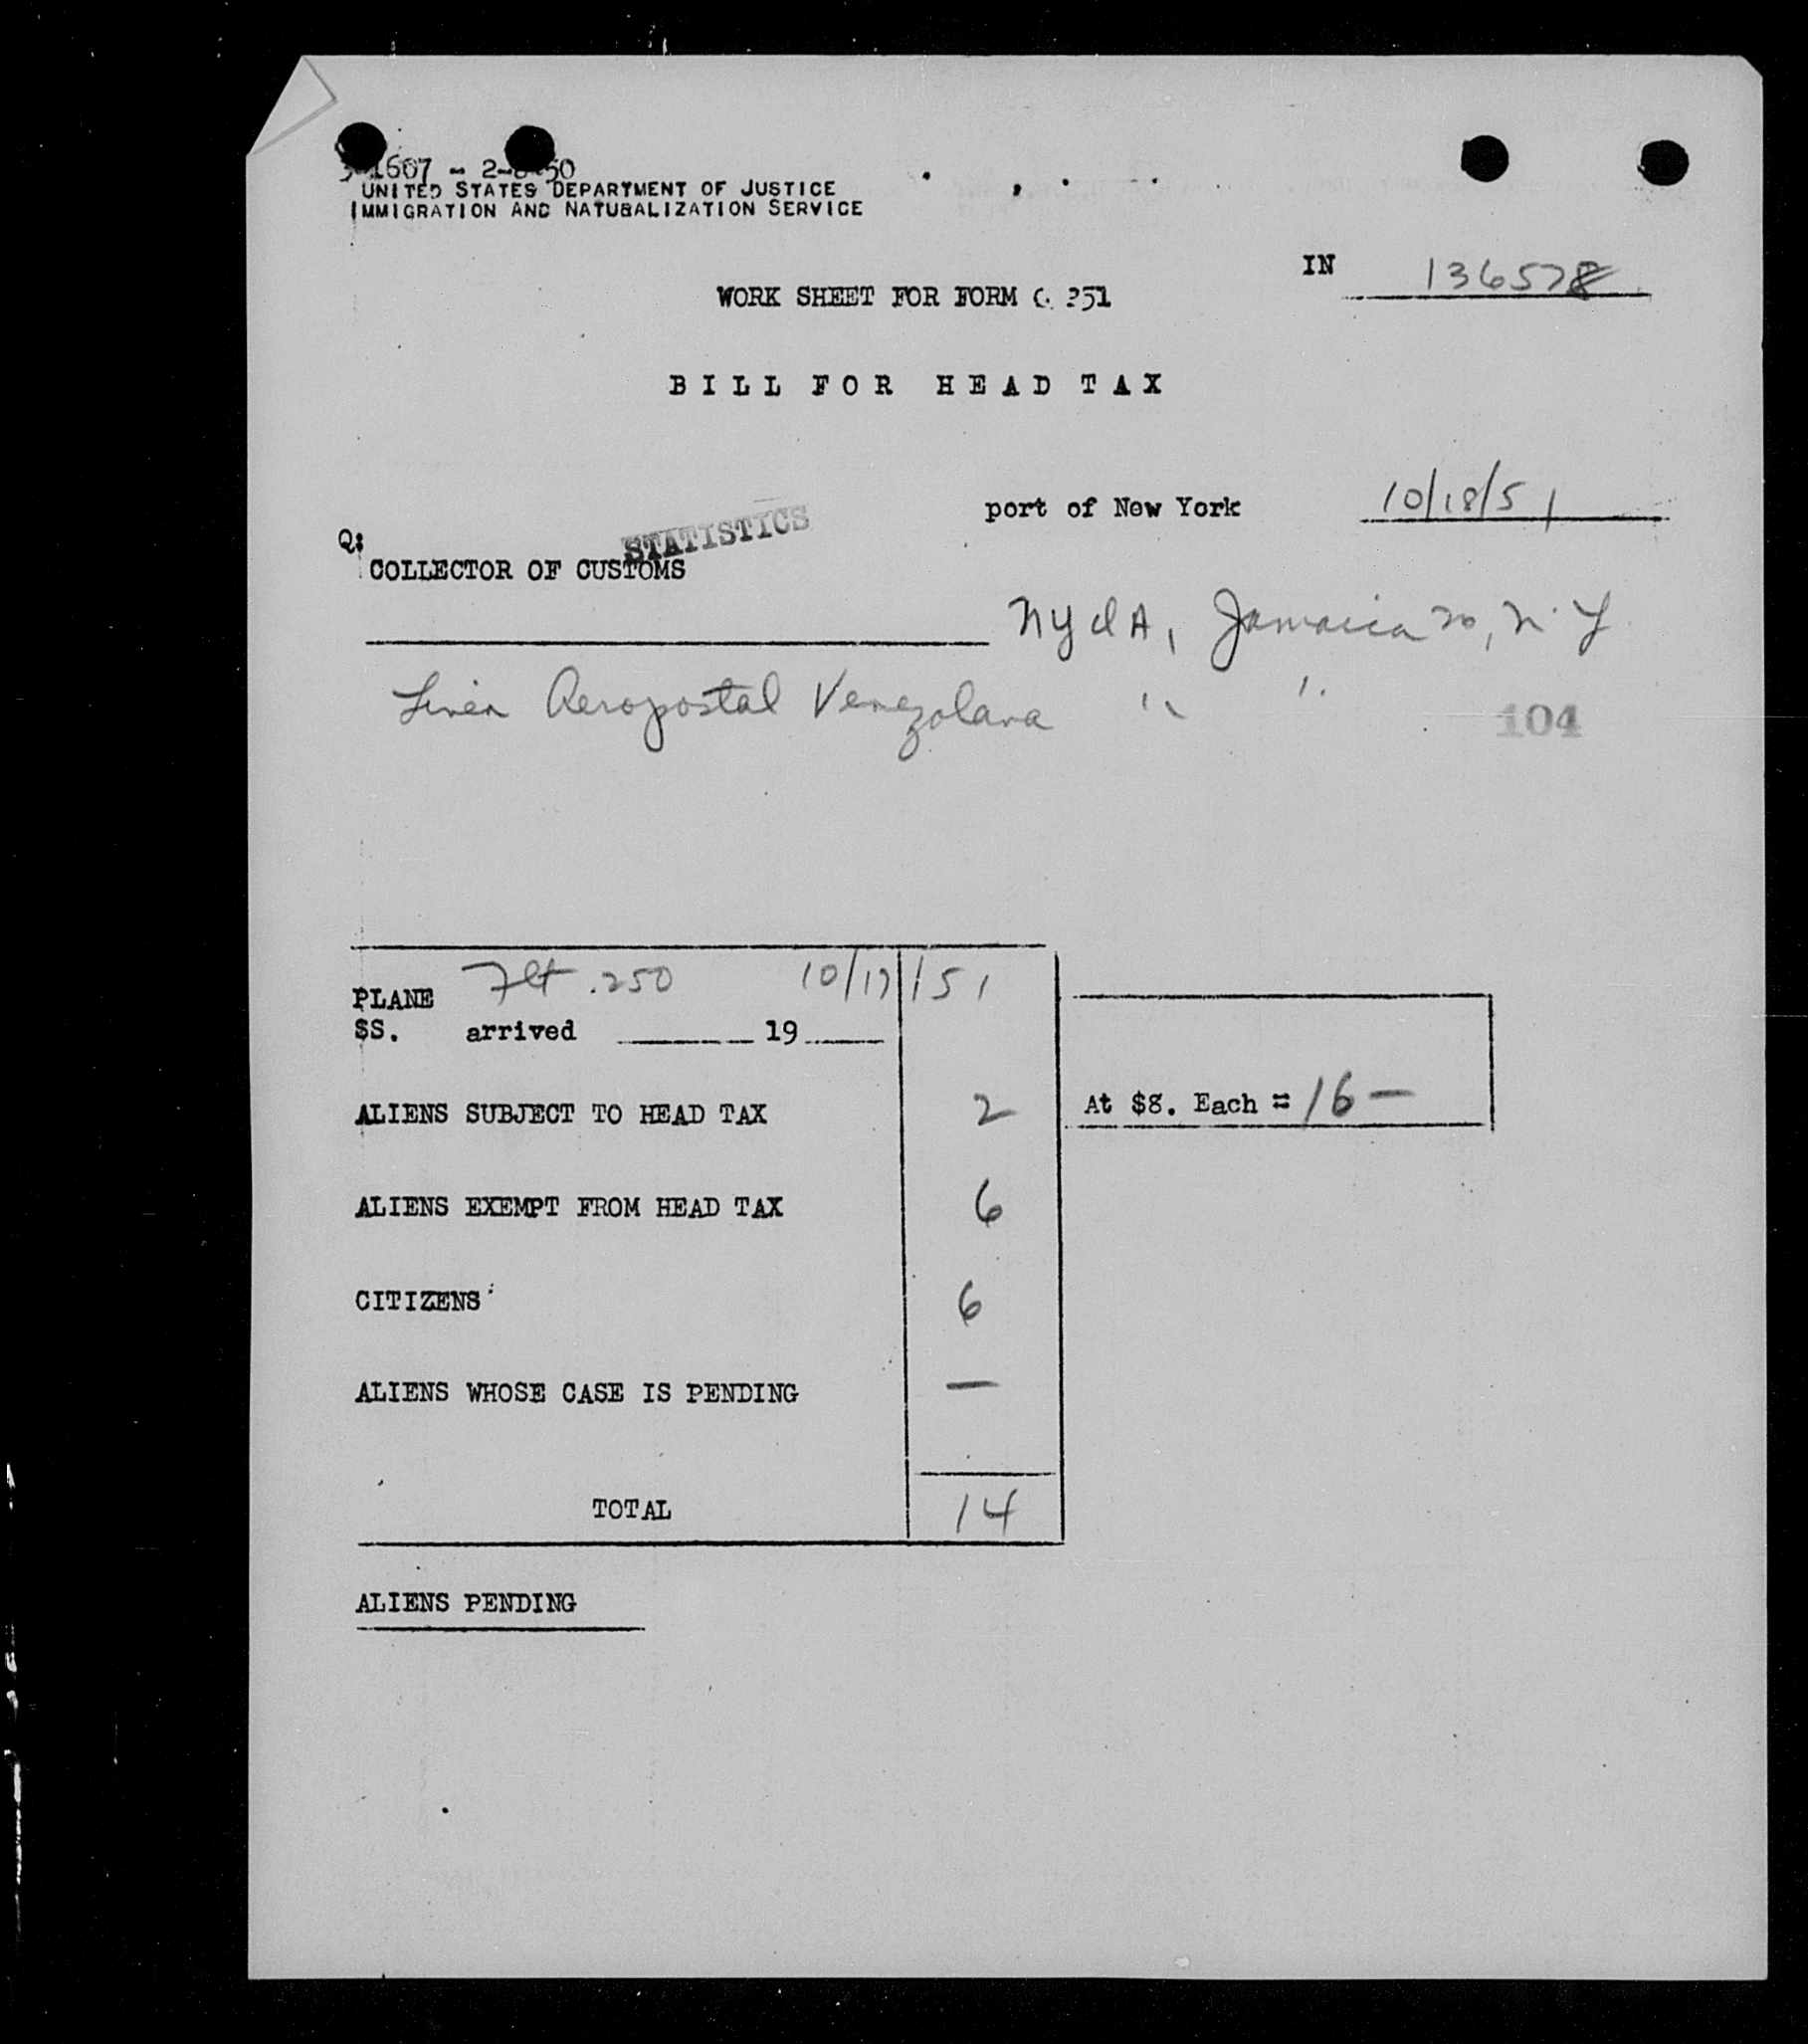 1607 - 2-8-50
UNITED STATES DEPARTMENT OF JUSTICE
IMMIGRATION AND NATURALIZATION SERVICE
IN 136578
WORK SHEET FOR FORM 351
BILL FOR HEAD TAX
port of New York 10/18/51
STATISTICS
COLLECTOR OF CUSTOMS
Jamaica 20, N.Y
Linea Aeropostal Venezolana " "
104
PLANE Flt. 250 10/17/51
SS. arrived 19
ALIENS SUBJECT TO HEAD TAX 2 At $8. Each = 16 —
ALIENS EXEMPT FROM HEAD TAX 6
CITIZENS 6
ALIENS WHOSE CASE IS PENDING —
TOTAL 14
ALIENS PENDING